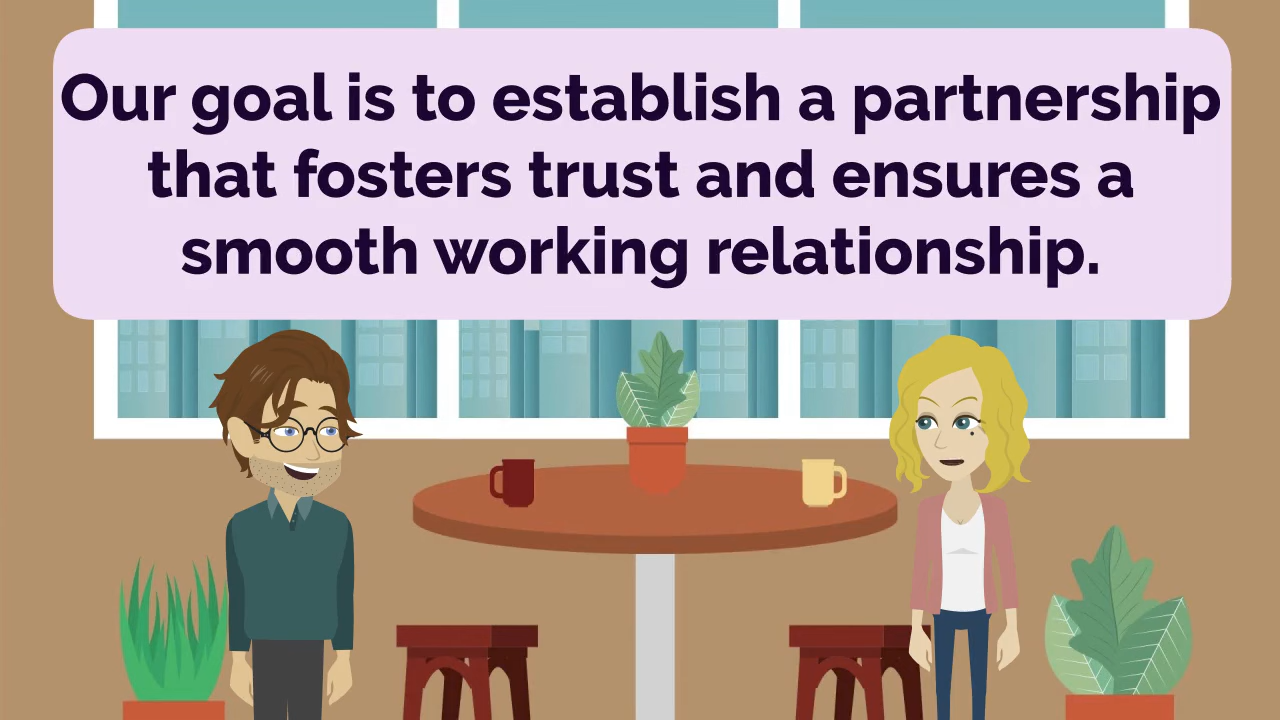 Our goal is to establish a partnership
that fosters trust and ensures a
smooth working relationship.